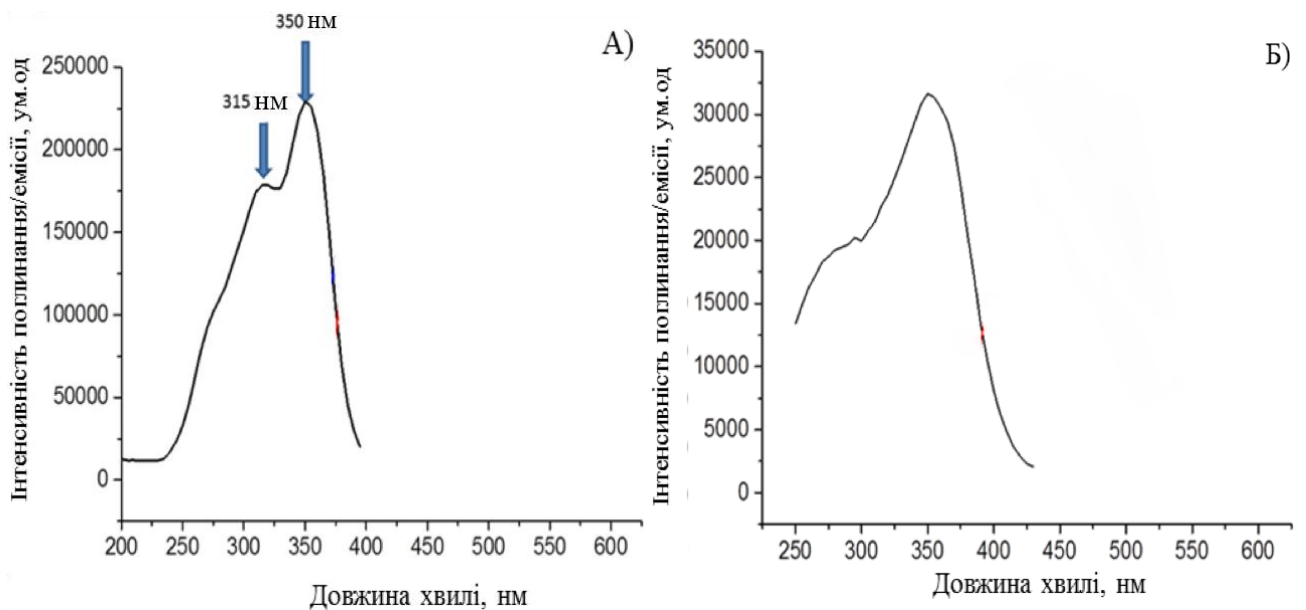 350 нм
А)
315 нм
250000
200000
150000
100000
50000
0
200 250 300 350 400 450 500 550 600
Інтенсивність поглинання/емісії, ум.од
Довжина хвилі, нм
Б)
35000
30000
25000
20000
15000
10000
5000
0
250 300 350 400 450 500 550 600
Інтенсивність поглинання/емісії, ум.од
Довжина хвилі, нм